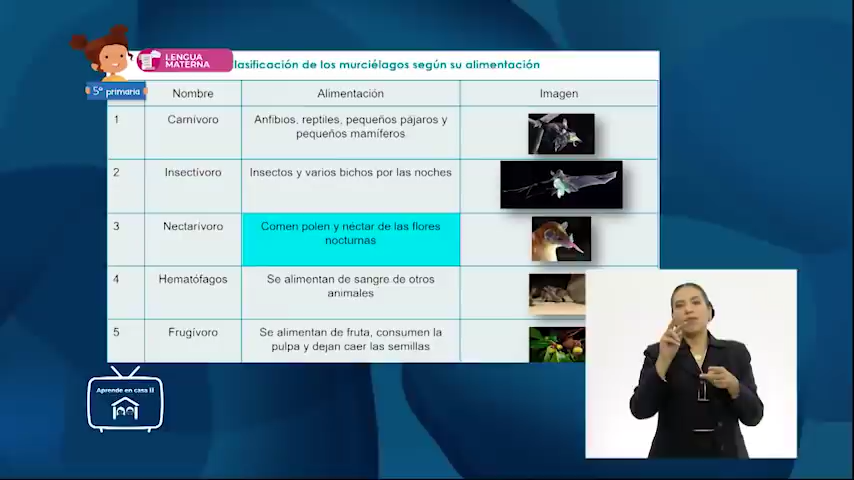 LENGUA
MATERNA
lasificación de los murciélagos según su alimentación
5° primaria
Nombre Alimentación Imagen
1 Carnívoro Anfibios, reptiles, pequeños pájaros y
pequeños mamíferos
2 Insectívoro Insectos y varios bichos por las noches
3 Nectarívoro Comen polen y néctar de las flores
nocturnas
4 Hematófagos Se alimentan de sangre de otros
animales
5 Frugívoro Se alimentan de fruta, consumen la
pulpa y dejan caer las semillas
Aprende en casa II